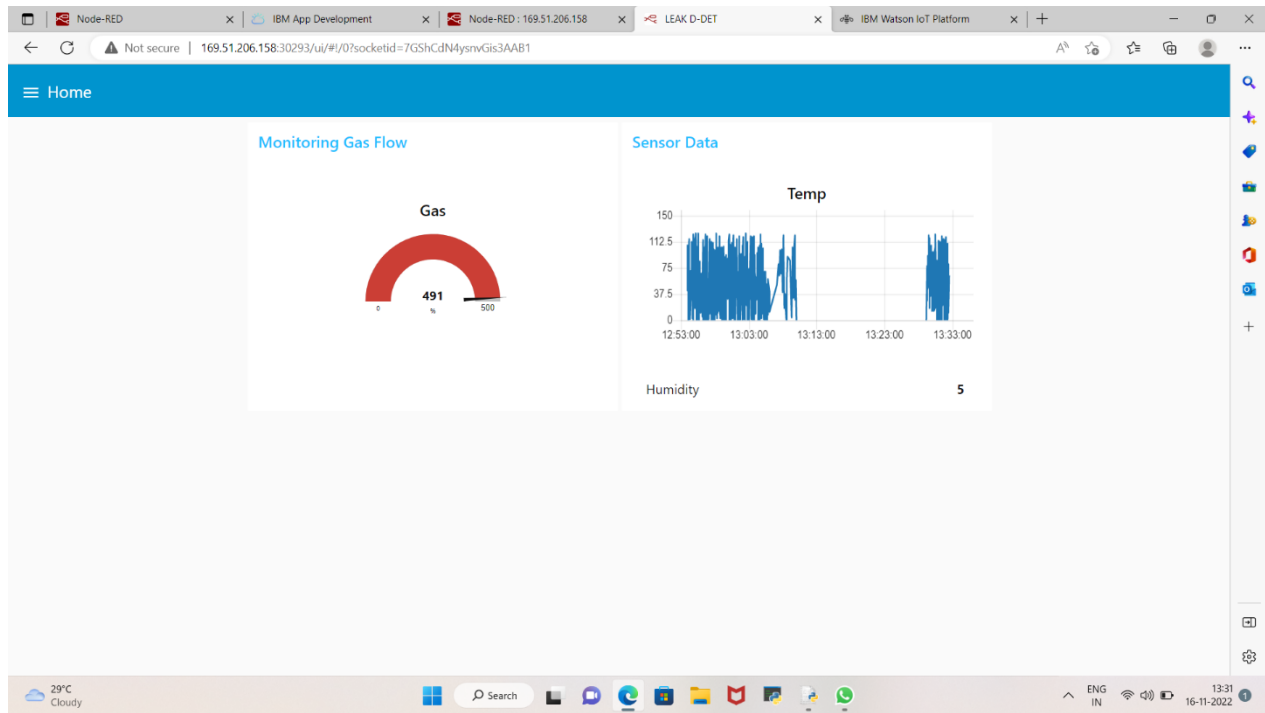 Node-RED
IBM App Development
Node-RED : 169.51.206.158
LEAK D-DET
IBM Watson IoT Platform
Not secure | 169.51.206.158:30293/ui/#!/0?socketid=7GShCdN4ysnvGis3AAB1
Home
Monitoring Gas Flow
Gas
491
%
0
500
Sensor Data
Temp
150
112.5
75
37.5
0
12:53:00 13:03:00 13:13:00 13:23:00 13:33:00
Humidity 5
29°C
Cloudy
Search
ENG
IN
13:31
16-11-2022
1